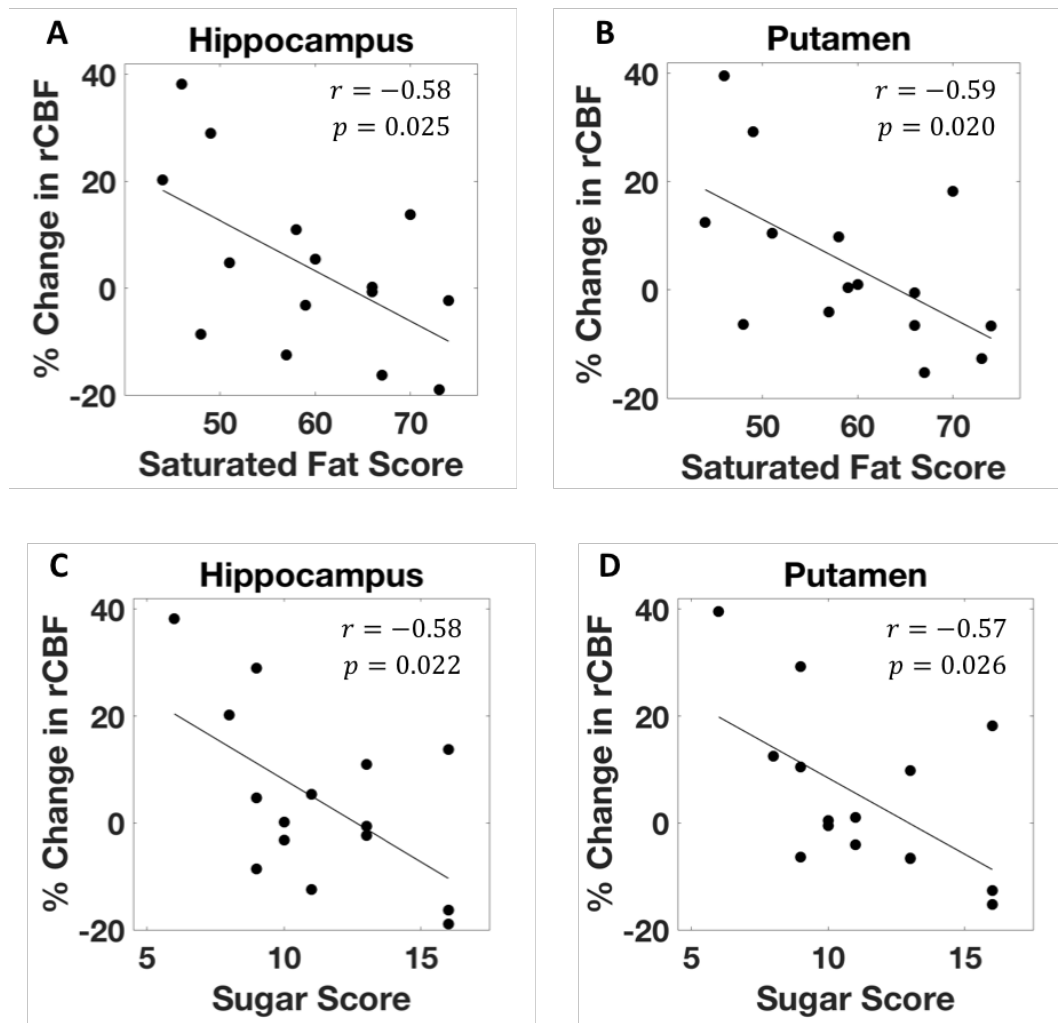 A
Hippocampus
r = −0.58
p = 0.025
% Change in rCBF
40
20
0
-20
50
60
70
Saturated Fat Score
B
Putamen
r = −0.59
p = 0.020
% Change in rCBF
40
20
0
-20
50
60
70
Saturated Fat Score
C
Hippocampus
r = −0.58
p = 0.022
% Change in rCBF
40
20
0
-20
5
10
15
Sugar Score
D
Putamen
r = −0.57
p = 0.026
% Change in rCBF
40
20
0
-20
5
10
15
Sugar Score